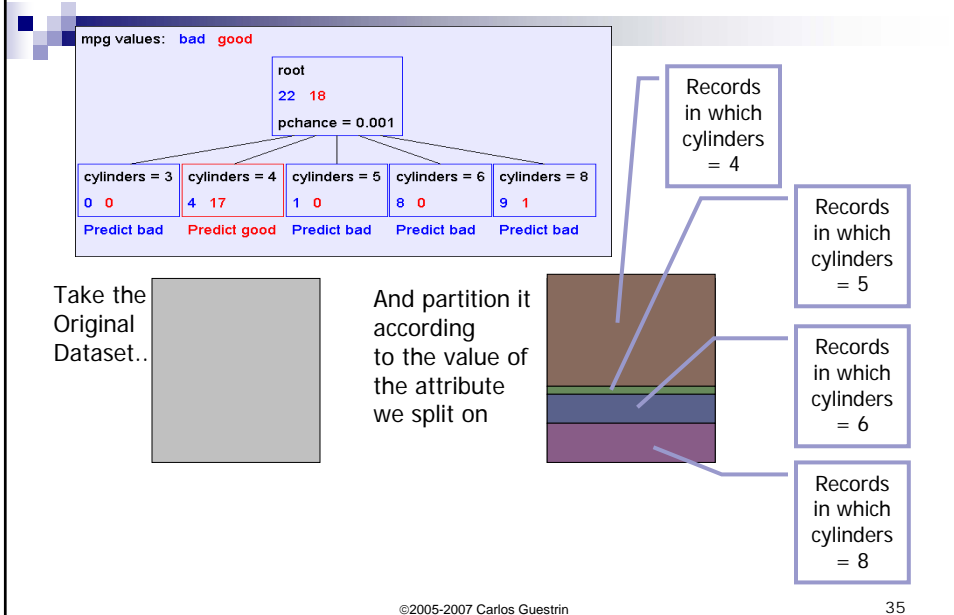 mpg values: bad good
root
22 18
pchance = 0.001
cylinders = 3 cylinders = 4 cylinders = 5 cylinders = 6 cylinders = 8
0 0 4 17 1 0 8 0 9 1
Predict bad Predict good Predict bad Predict bad Predict bad
Take the
Original
Dataset..
And partition it
according
to the value of
the attribute
we split on
Records
in which
cylinders
= 4
Records
in which
cylinders
= 5
Records
in which
cylinders
= 6
Records
in which
cylinders
= 8
©2005-2007 Carlos Guestrin
35